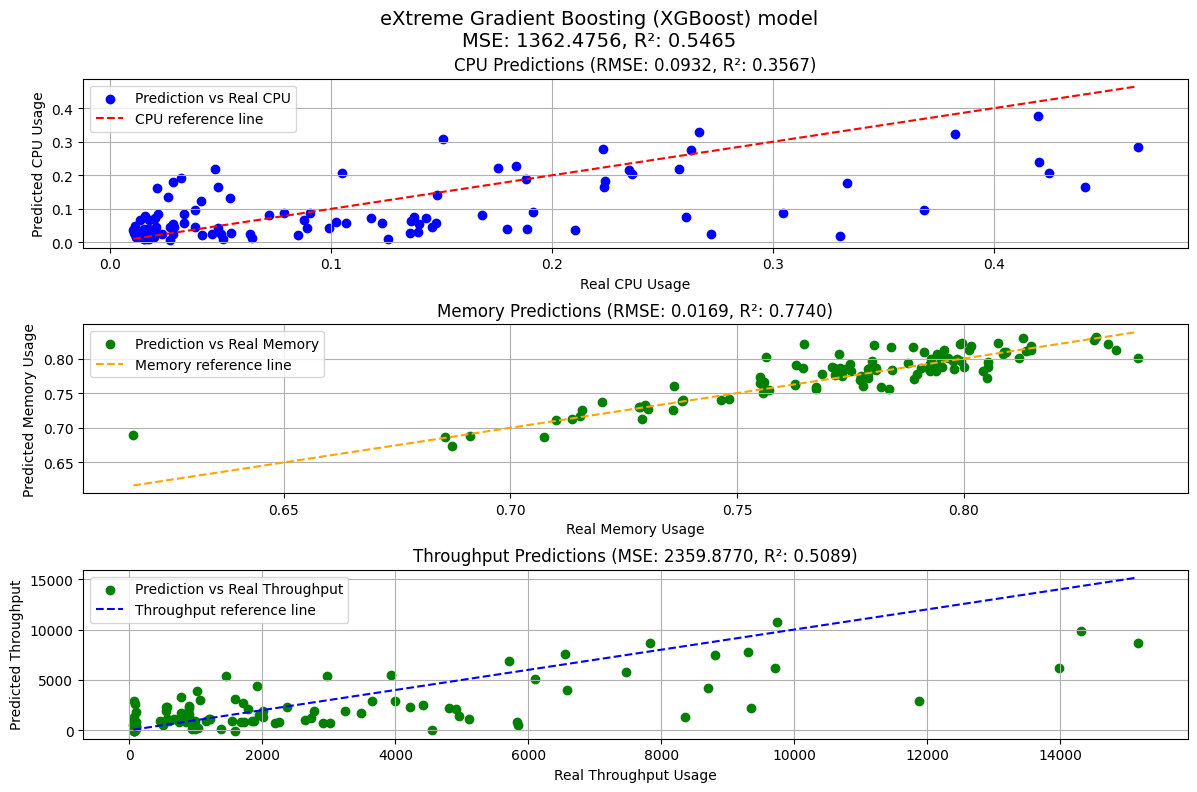 eXtreme Gradient Boosting (XGBoost) model
MSE: 1362.4756, R²: 0.5465
CPU Predictions (RMSE: 0.0932, R²: 0.3567)
Predicted CPU Usage
0.4
0.3
0.2
0.1
0.0
Prediction vs Real CPU
CPU reference line
0.0 0.1 0.2 0.3 0.4
Real CPU Usage
Memory Predictions (RMSE: 0.0169, R²: 0.7740)
Predicted Memory Usage
0.80
0.75
0.70
0.65
Prediction vs Real Memory
Memory reference line
0.65 0.70 0.75 0.80
Real Memory Usage
Throughput Predictions (MSE: 2359.8770, R²: 0.5089)
Predicted Throughput
15000
10000
5000
0
Prediction vs Real Throughput
Throughput reference line
0 2000 4000 6000 8000 10000 12000 14000
Real Throughput Usage